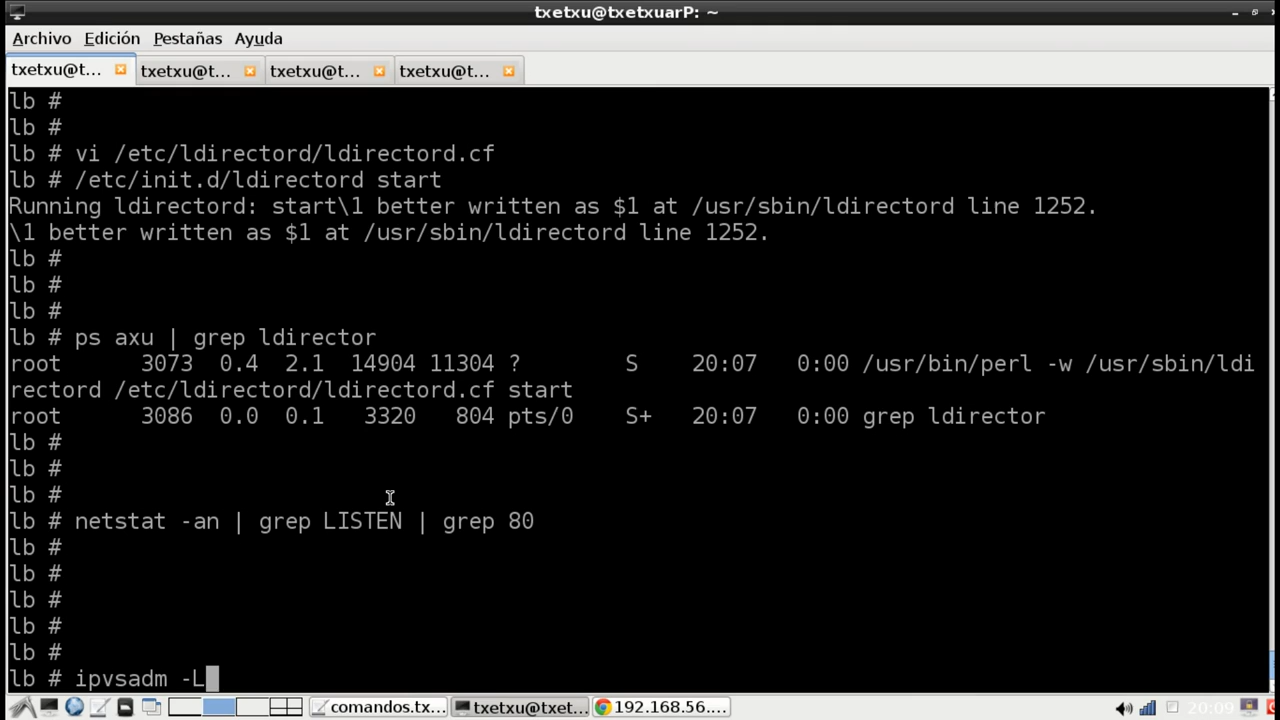 txetxu@txetxuarP: ~
Archivo Edición Pestañas Ayuda
txetxu@t... txetxu@t... txetxu@t... txetxu@t...
lb #
lb #
lb # vi /etc/ldirectord/ldirectord.cf
lb # /etc/init.d/ldirectord start
Running ldirectord: start\1 better written as $1 at /usr/sbin/ldirectord line 1252.
\1 better written as $1 at /usr/sbin/ldirectord line 1252.
lb #
lb #
lb #
lb # ps axu | grep ldirector
root 3073 0.4 2.1 14904 11304 ? S 20:07 0:00 /usr/bin/perl -w /usr/sbin/ldi
rectord /etc/ldirectord/ldirectord.cf start
root 3086 0.0 0.1 3320 804 pts/0 S+ 20:07 0:00 grep ldirector
lb #
lb #
lb #
lb # netstat -an | grep LISTEN | grep 80
lb #
lb #
lb #
lb #
lb #
lb # ipvsadm -L
comandos.tx... txetxu@txet... 192.168.56.... 20:09